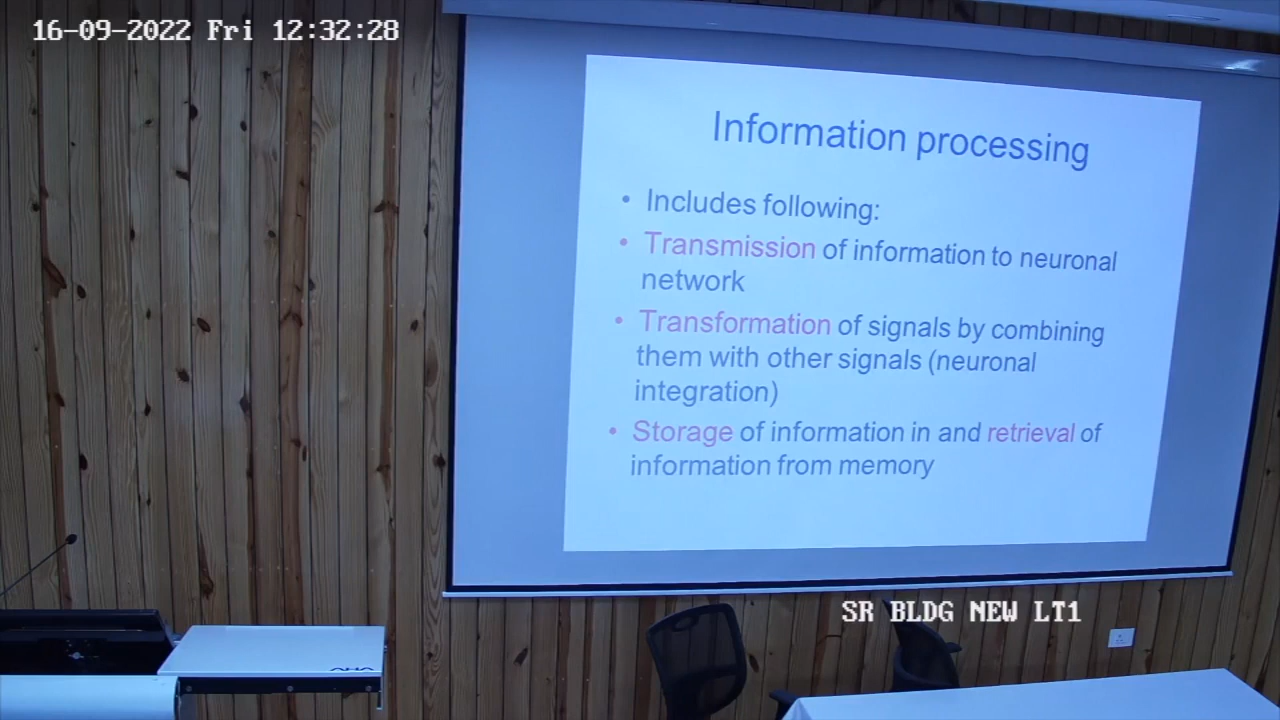 16-09-2022 Fri 12:32:28
Information processing
• Includes following:
• Transmission of information to neuronal
network
• Transformation of signals by combining
them with other signals (neuronal
integration)
• Storage of information in and retrieval of
information from memory
SR BLDG NEW LT1
AHA